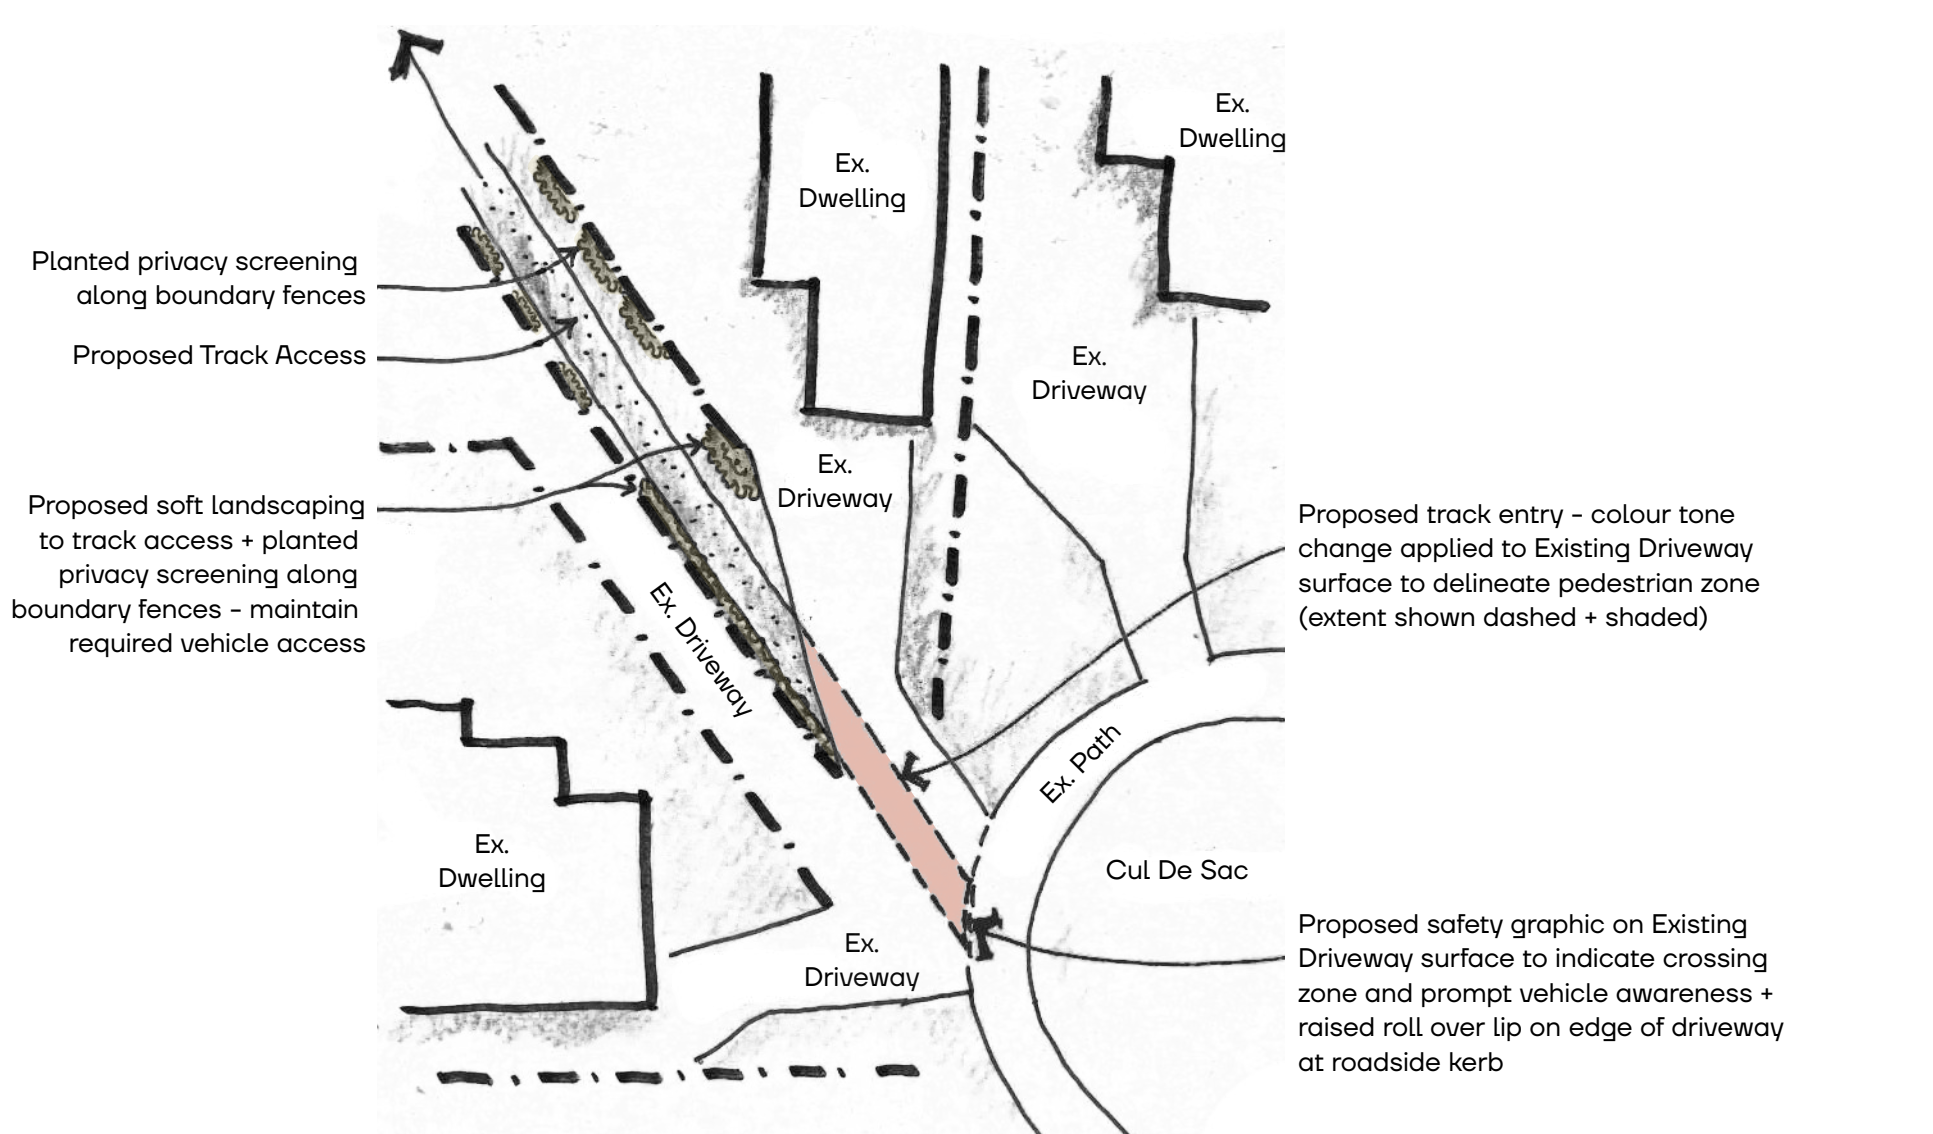 Ex.
Dwelling
Ex.
Dwelling
Planted privacy screening
along boundary fences
Proposed Track Access
Ex.
Driveway
Ex.
Driveway
Proposed soft landscaping
to track access + planted
privacy screening along
boundary fences - maintain
required vehicle access
Proposed track entry - colour tone
change applied to Existing Driveway
surface to delineate pedestrian zone
(extent shown dashed + shaded)
Ex. Driveway
Ex. Path
Ex.
Dwelling
Cul De Sac
Ex.
Driveway
Proposed safety graphic on Existing
Driveway surface to indicate crossing
zone and prompt vehicle awareness +
raised roll over lip on edge of driveway
at roadside kerb